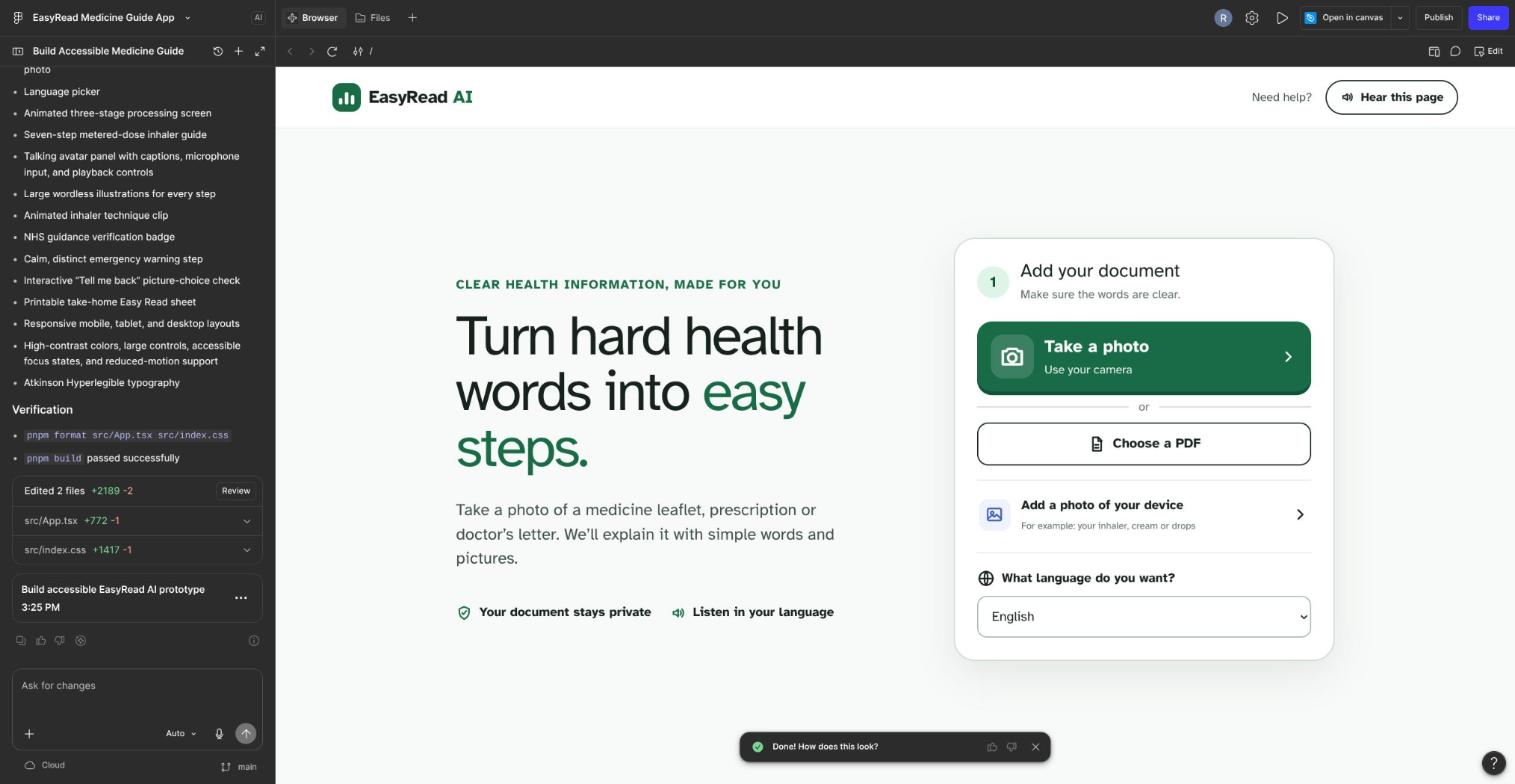 EasyRead Medicine Guide App
AI
Browser
Files
R
Open in canvas
Publish
Share
Build Accessible Medicine Guide
/
Edit
photo
Language picker
Animated three-stage processing screen
Seven-step metered-dose inhaler guide
Talking avatar panel with captions, microphone
input, and playback controls
Large wordless illustrations for every step
Animated inhaler technique clip
NHS guidance verification badge
Calm, distinct emergency warning step
Interactive “Tell me back” picture-choice check
Printable take-home Easy Read sheet
Responsive mobile, tablet, and desktop layouts
High-contrast colors, large controls, accessible
focus states, and reduced-motion support
Atkinson Hyperlegible typography
Verification
pnpm format src/App.tsx src/index.css
pnpm build passed successfully
Edited 2 files +2189 -2
Review
src/App.tsx +772 -1
src/index.css +1417 -1
Build accessible EasyRead AI prototype
3:25 PM
Ask for changes
Auto
Cloud
main
EasyRead AI
Need help?
Hear this page
CLEAR HEALTH INFORMATION, MADE FOR YOU
Turn hard health
words into easy
steps.
Take a photo of a medicine leaflet, prescription or
doctor’s letter. We’ll explain it with simple words and
pictures.
Your document stays private
Listen in your language
1
Add your document
Make sure the words are clear.
Take a photo
Use your camera
or
Choose a PDF
Add a photo of your device
For example: your inhaler, cream or drops
What language do you want?
English
Done! How does this look?
?